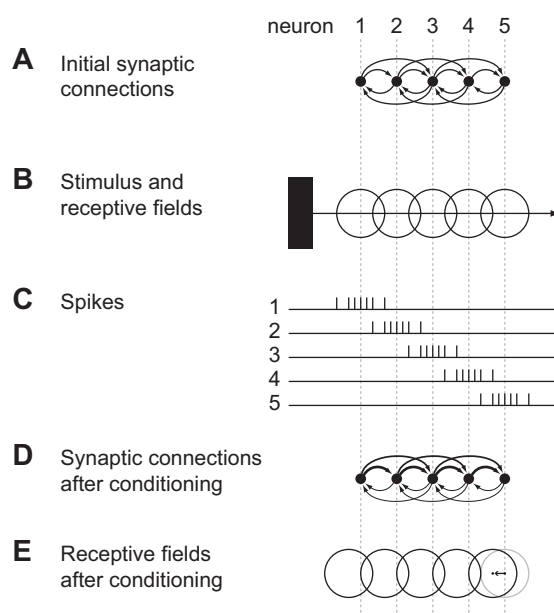 neuron 1 2 3 4 5
A Initial synaptic
connections
B Stimulus and
receptive fields
C Spikes
1
2
3
4
5
D Synaptic connections
after conditioning
E Receptive fields
after conditioning